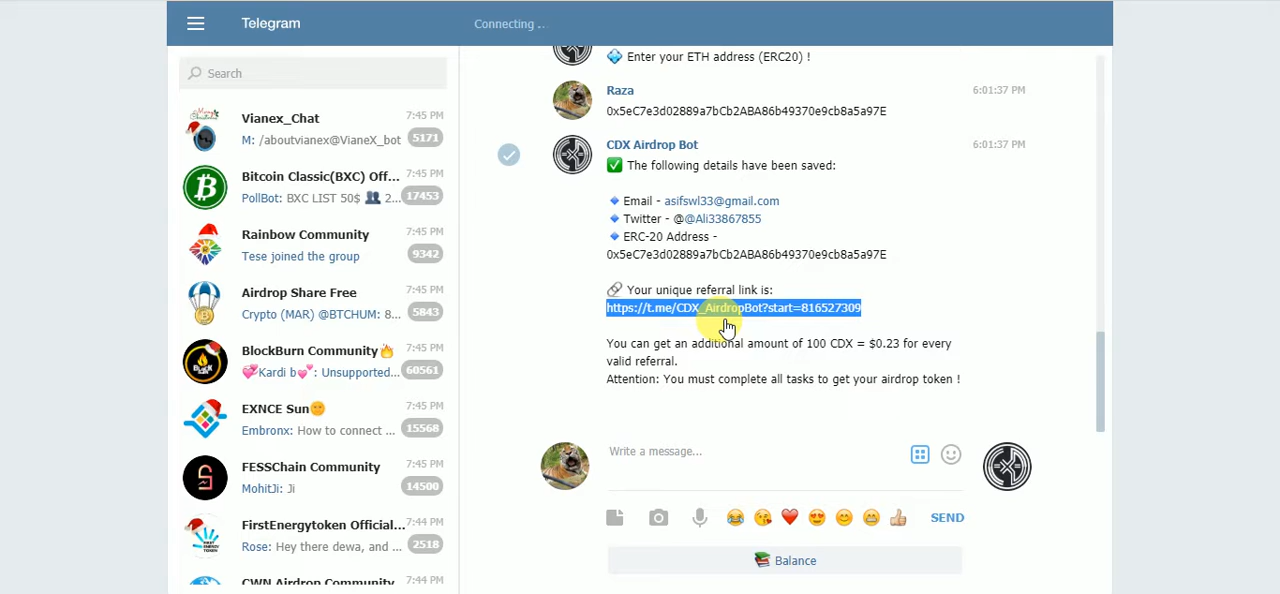 Telegram
Connecting ..
Search
Vianex_Chat 7:45 PM
M: /aboutvianex@VianeX_bot 5171
Bitcoin Classic(BXC) Off... 7:45 PM
PollBot: BXC LIST 50$ 👥 2... 17453
Rainbow Community 7:45 PM
Tese joined the group 9342
Airdrop Share Free 7:45 PM
Crypto (MAR) @BTCHUM: 8... 5843
BlockBurn Community🔥 7:45 PM
💞Kardi b💕: Unsupported... 60561
EXNCE Sun🌞 7:45 PM
Embronx: How to connect ... 15568
FESSChain Community 7:45 PM
MohitJi: Ji 14500
FirstEnergytoken Official... 7:44 PM
Rose: Hey there dewa, and ... 2518
CWN Airdrop Community 7:44 PM
💠 Enter your ETH address (ERC20) !
Raza 6:01:37 PM
0x5eC7e3d02889a7bCb2ABA86b49370e9cb8a5a97E
CDX Airdrop Bot 6:01:37 PM
✅ The following details have been saved:
🔹 Email - asifswl33@gmail.com
🔹 Twitter - @@Ali33867855
🔹 ERC-20 Address -
0x5eC7e3d02889a7bCb2ABA86b49370e9cb8a5a97E
🔗 Your unique referral link is:
https://t.me/CDX_AirdropBot?start=816527309
You can get an additional amount of 100 CDX = $0.23 for every
valid referral.
Attention: You must complete all tasks to get your airdrop token !
Write a message...
😂 😘 ❤️ 😍 😊 😁 👍 SEND
📚 Balance